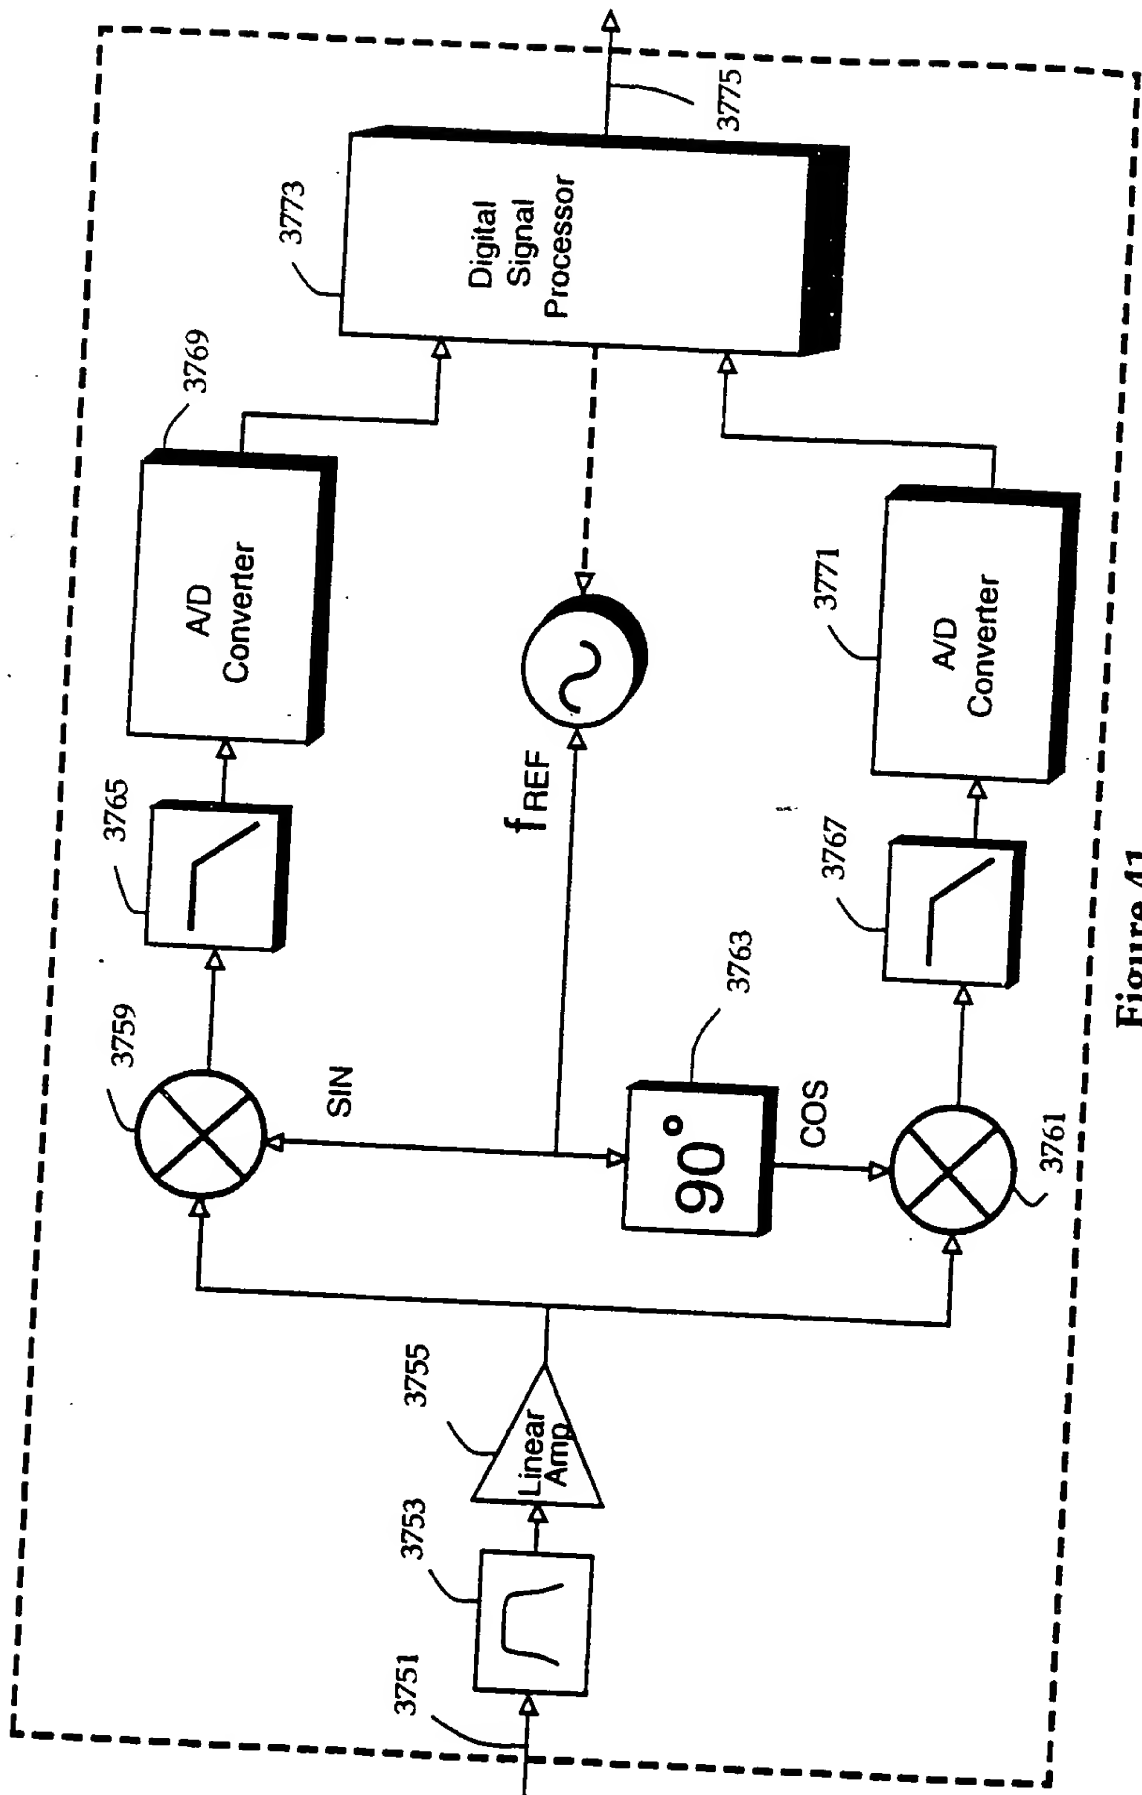 3751
3753
3755
Linear
Amp
3759
SIN
90°
3763
COS
3761
fREF
3765
3767
A/D
Converter
3769
A/D
Converter
3771
Digital
Signal
Processor
3773
3775
Figure 41